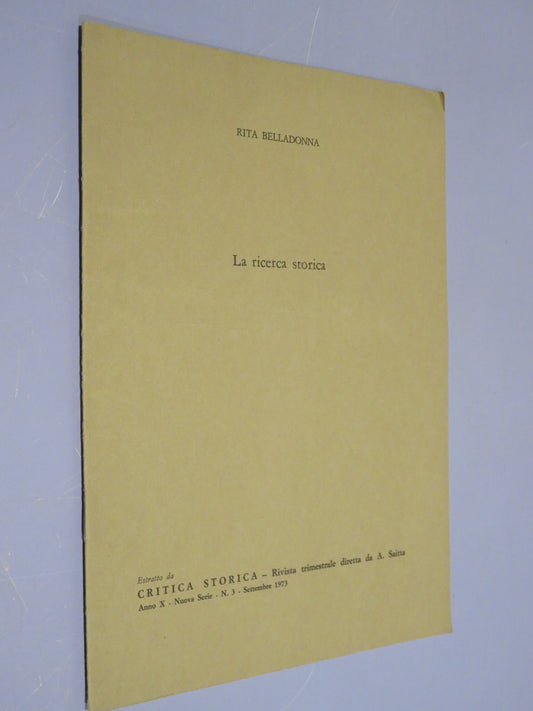 RITA BELLADONNA
La ricerca storica
Estratto da
CRITICA STORICA – Rivista trimestrale diretta da A. Saitta
Anno X - Nuova Serie - N. 3 - Settembre 1973